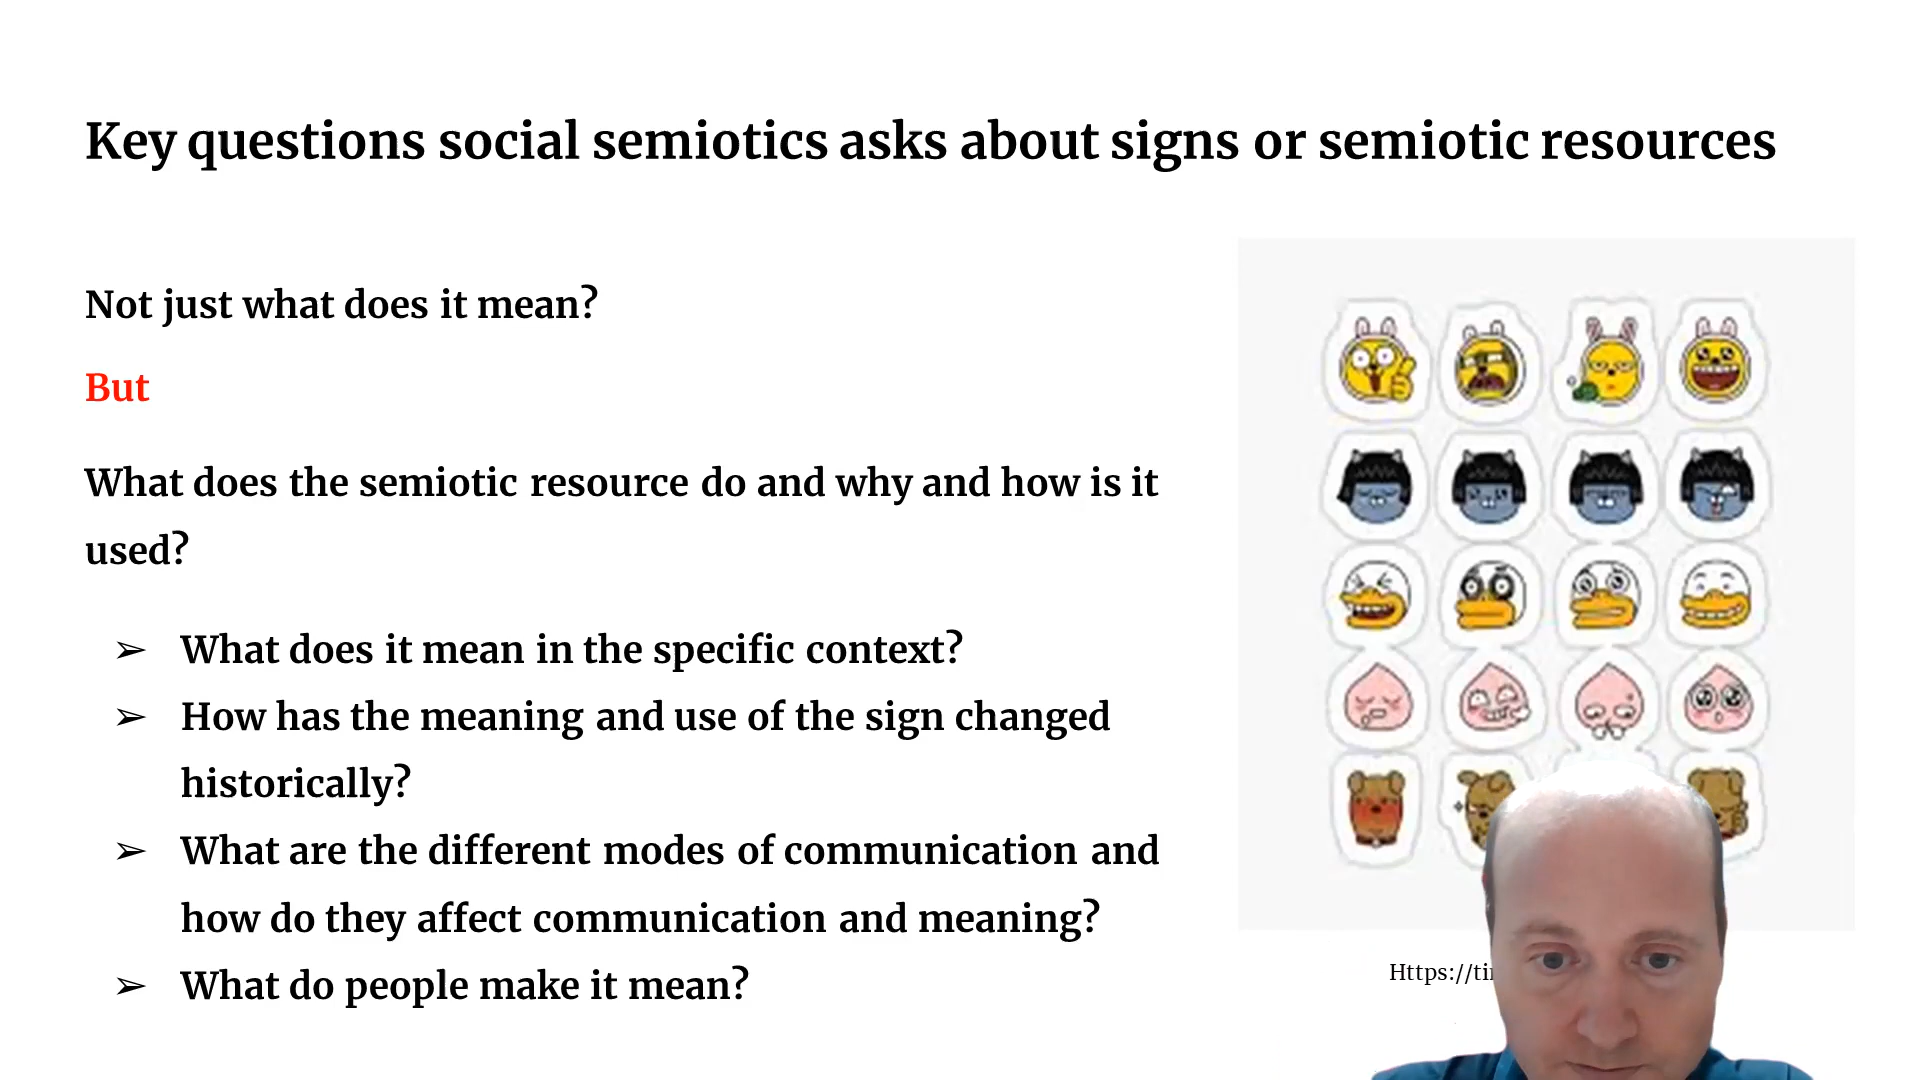 Key questions social semiotics asks about signs or semiotic resources
Not just what does it mean?
But
What does the semiotic resource do and why and how is it
used?
➢ What does it mean in the specific context?
➢ How has the meaning and use of the sign changed
historically?
➢ What are the different modes of communication and
how do they affect communication and meaning?
➢ What do people make it mean?